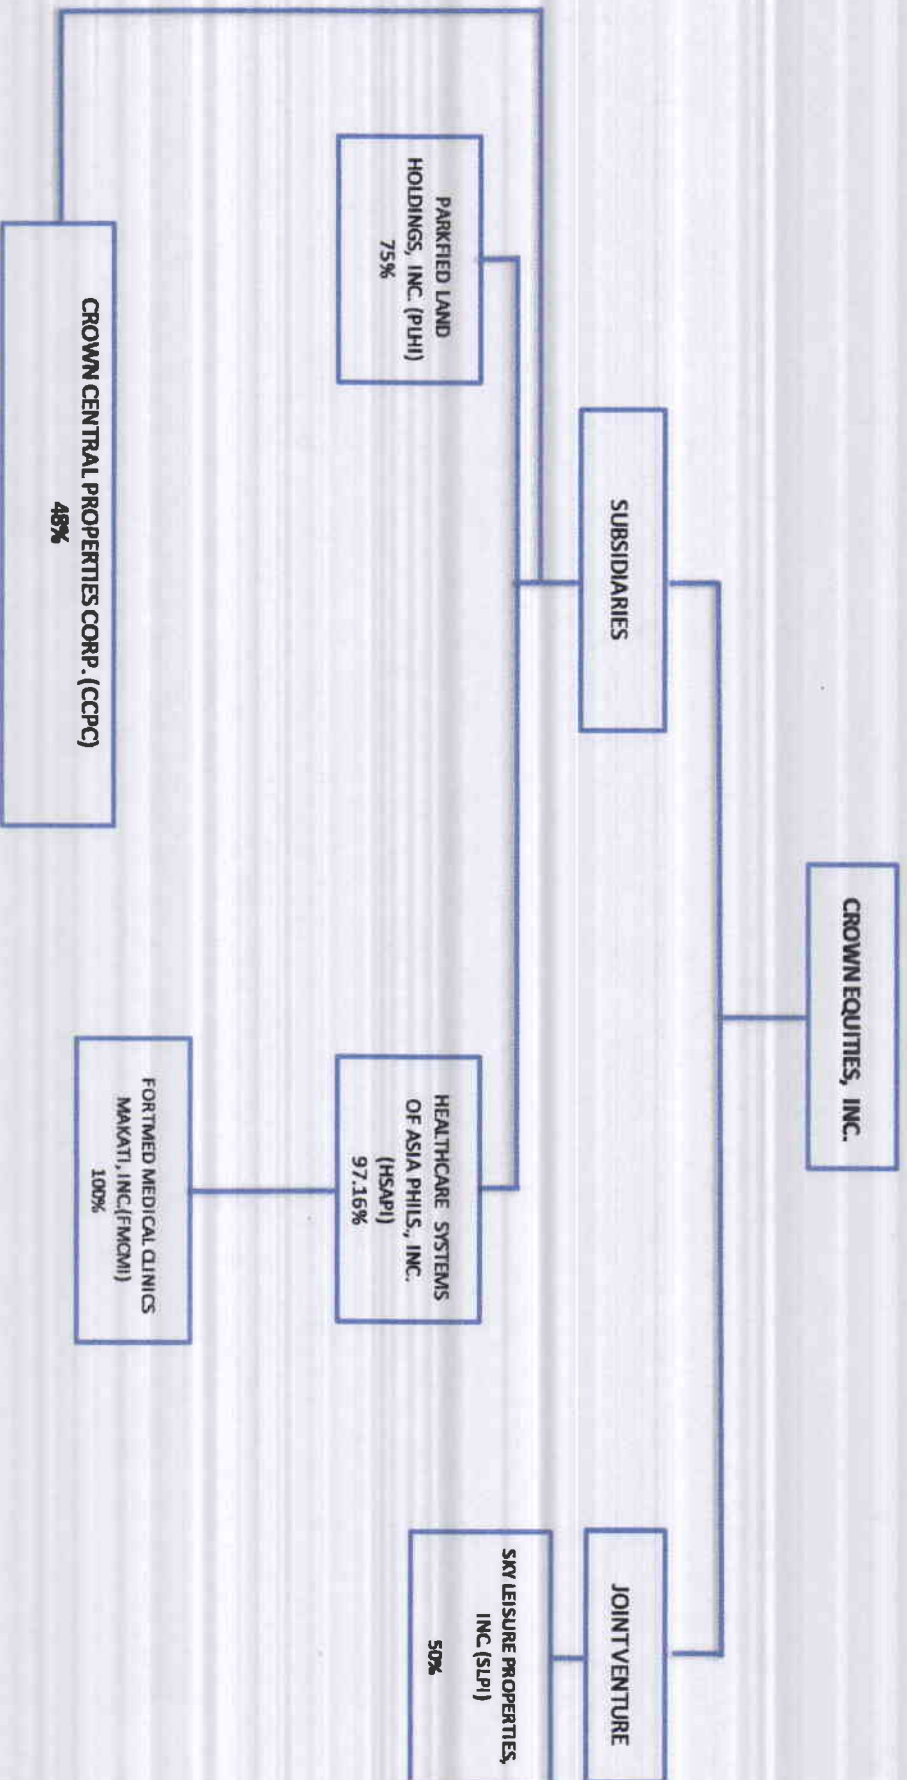 CROWN EQUITIES, INC.
SUBSIDIARIES
JOINT VENTURE
PARKFIED LAND
HOLDINGS, INC. (PLHI)
75%
HEALTHCARE SYSTEMS
OF ASIA PHILS., INC.
(HSAPI)
97.16%
SKY LEISURE PROPERTIES,
INC. (SLPI)
50%
FORTMED MEDICAL CLINICS
MAKATI, INC.(FMCMI)
100%
CROWN CENTRAL PROPERTIES CORP. (CCPC)
48%